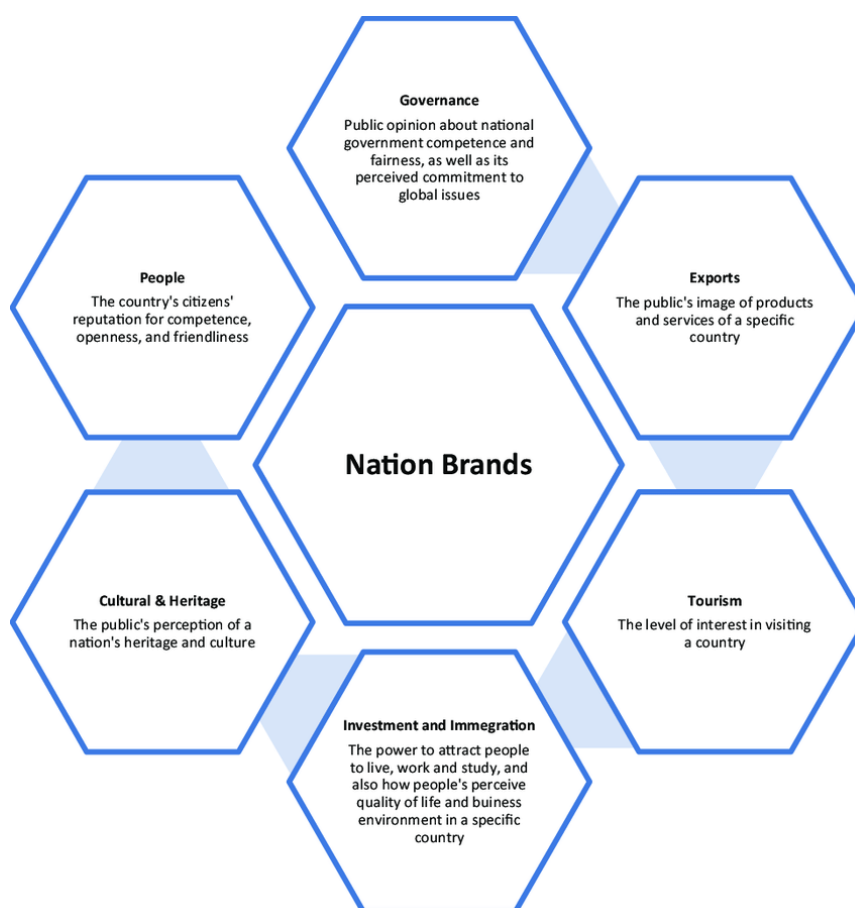 Governance
Public opinion about national
government competence and
fairness, as well as its
perceived commitment to
global issues
People
The country's citizens'
reputation for competence,
openness, and friendliness
Exports
The public's image of products
and services of a specific
country
Nation Brands
Cultural & Heritage
The public's perception of a
nation's heritage and culture
Tourism
The level of interest in visiting
a country
Investment and Immegration
The power to attract people
to live, work and study, and
also how people's perceive
quality of life and buiness
environment in a specific
country